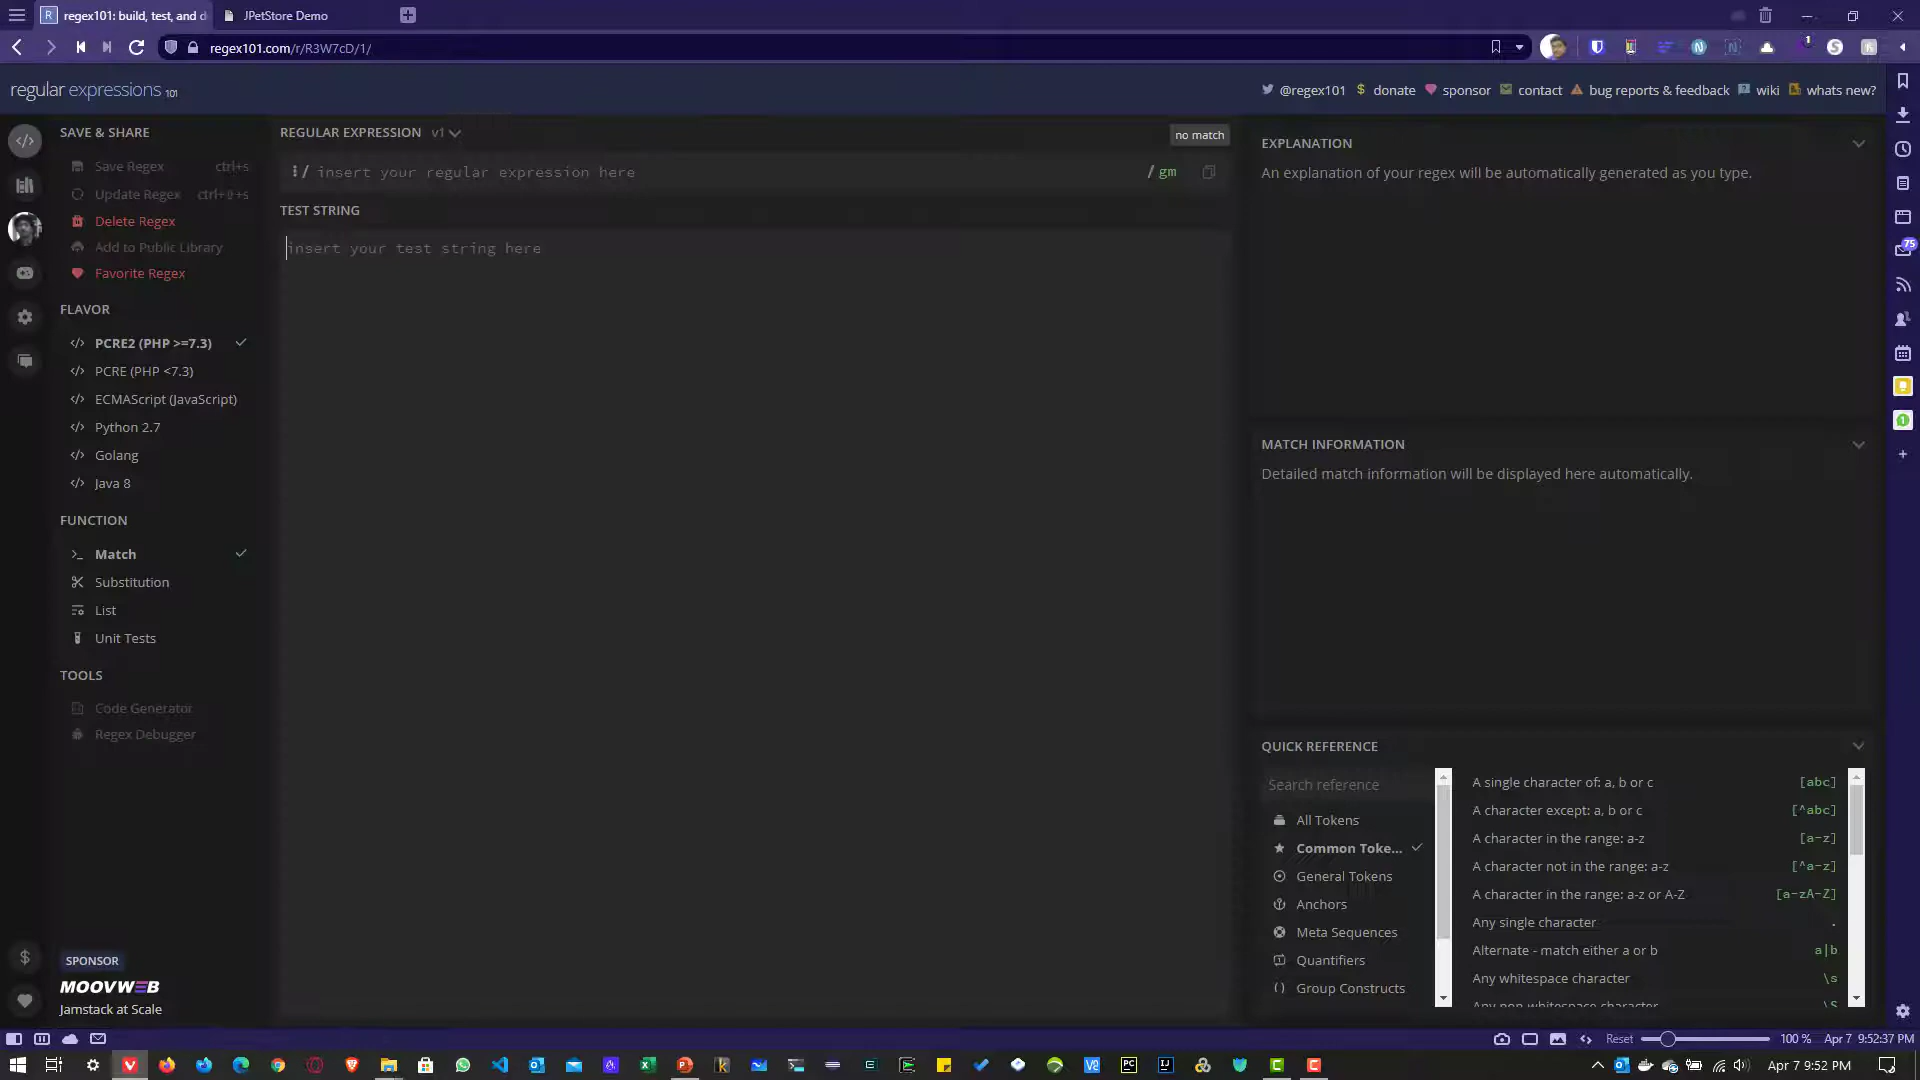 regex101: build, test, and d
JPetStore Demo
regex101.com/r/R3W7cD/1/
1
regular expressions 101
@regex101
$ donate
sponsor
contact
bug reports & feedback
wiki
whats new?
SAVE & SHARE
Save Regex ctrl+s
Update Regex ctrl+⇧+s
Delete Regex
Add to Public Library
Favorite Regex
FLAVOR
PCRE2 (PHP >=7.3)
PCRE (PHP <7.3)
ECMAScript (JavaScript)
Python 2.7
Golang
Java 8
FUNCTION
Match
Substitution
List
Unit Tests
TOOLS
Code Generator
Regex Debugger
SPONSOR
MOOVWEB
Jamstack at Scale
REGULAR EXPRESSION v1
no match
/ insert your regular expression here / gm
TEST STRING
insert your test string here
EXPLANATION
An explanation of your regex will be automatically generated as you type.
MATCH INFORMATION
Detailed match information will be displayed here automatically.
QUICK REFERENCE
Search reference
All Tokens
Common Toke...
General Tokens
Anchors
Meta Sequences
Quantifiers
Group Constructs
A single character of: a, b or c [abc]
A character except: a, b or c [^abc]
A character in the range: a-z [a-z]
A character not in the range: a-z [^a-z]
A character in the range: a-z or A-Z [a-zA-Z]
Any single character .
Alternate - match either a or b a|b
Any whitespace character \s
Any non-whitespace character \S
75
Reset 100 % Apr 7 9:52:37 PM
Apr 7 9:52 PM